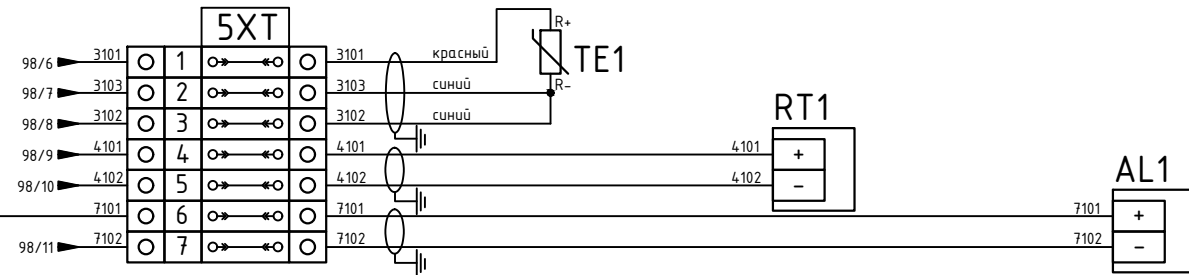 5XT
R+
98/6 3101 1 3101 красный TE1
98/7 3103 2 3103 синий R-
98/8 3102 3 3102 синий
RT1
98/9 4101 4 4101 4101 +
98/10 4102 5 4102 4102 -
AL1
7101 6 7101 7101 +
98/11 7102 7 7102 7102 -